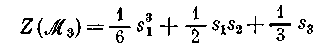 Z(ℳ₃) = 1/6 s₁³ + 1/2 s₁s₂ + 1/3 s₃